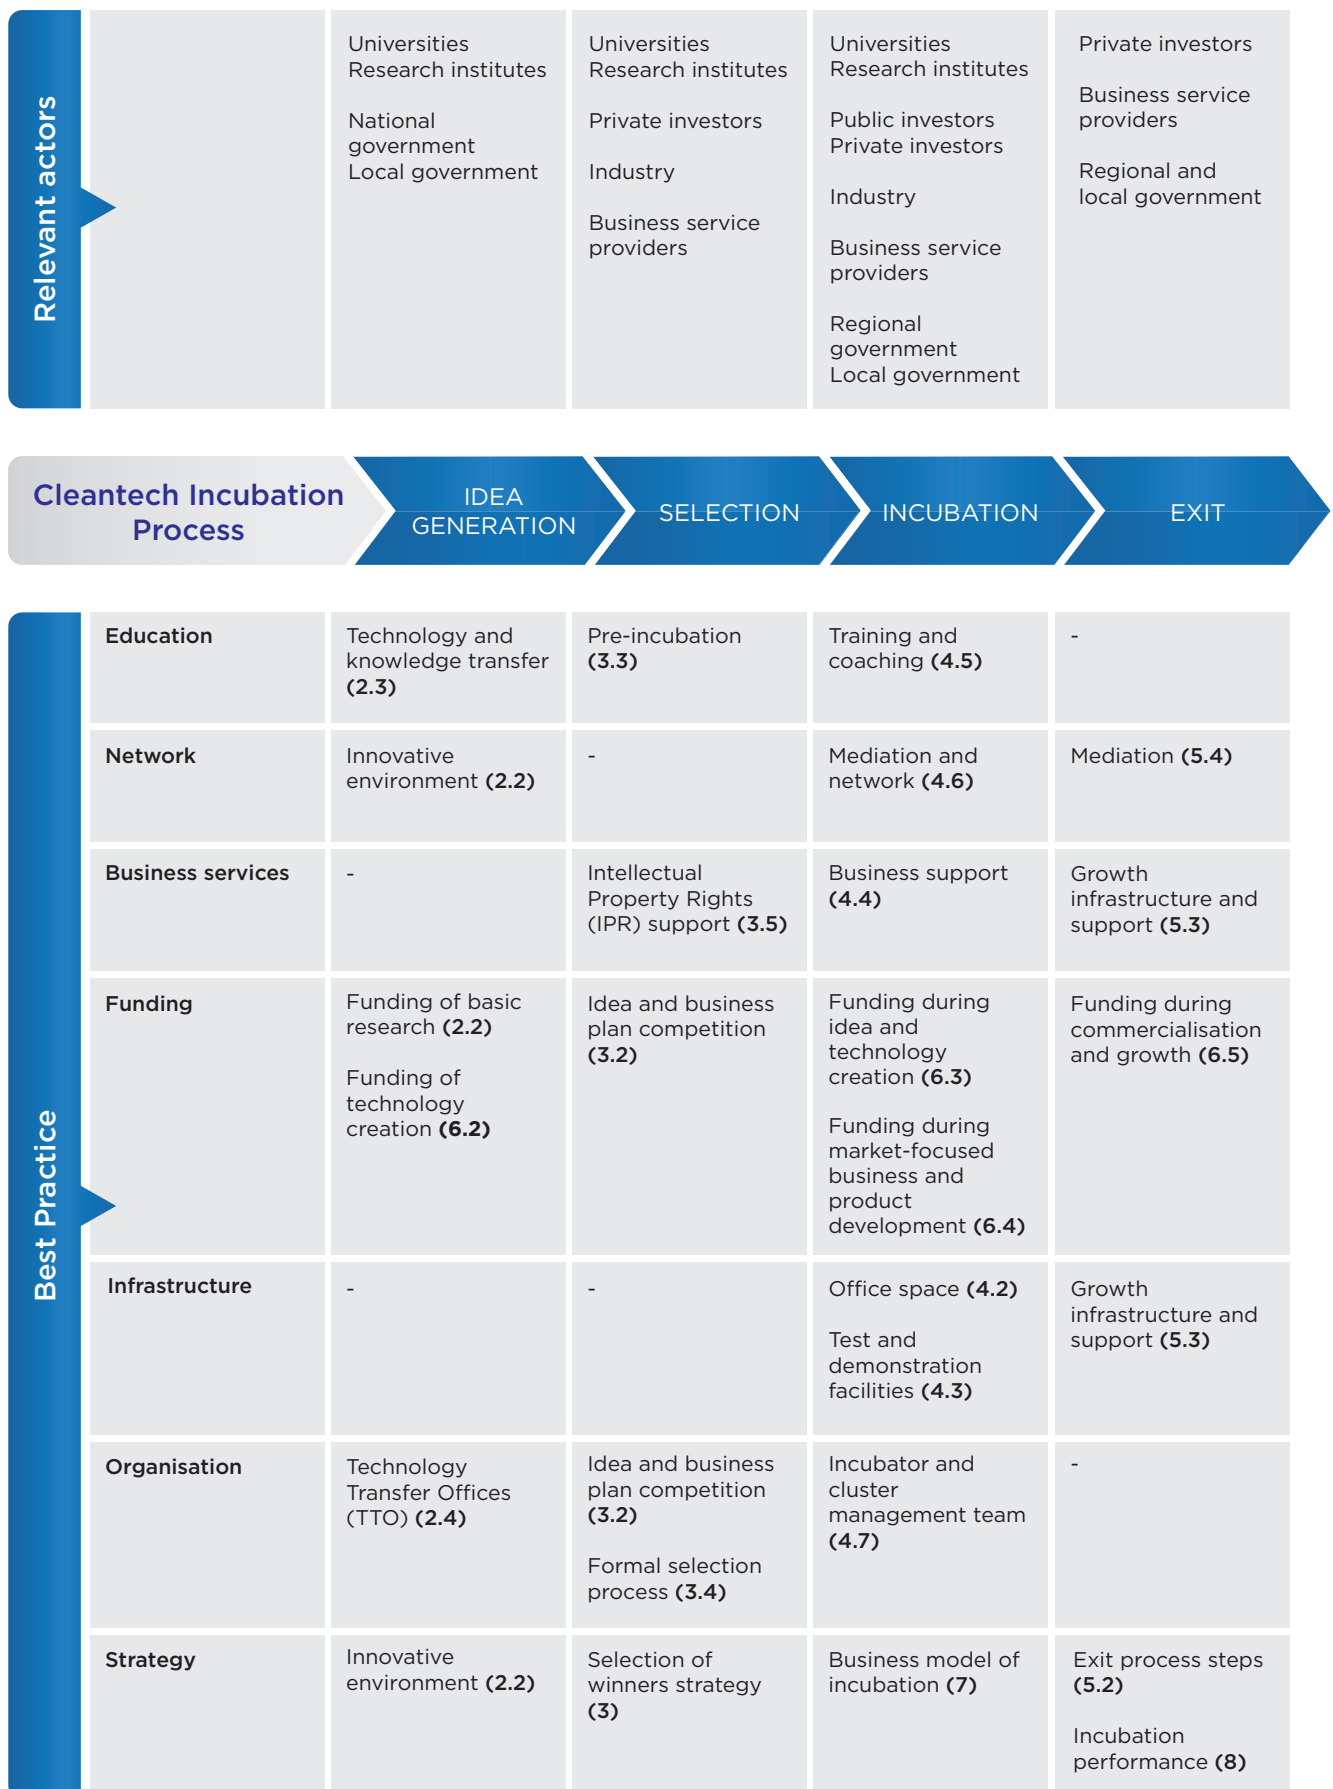 Relevant actors
Universities
Research institutes
National
government
Local government
Universities
Research institutes
Private investors
Industry
Business service
providers
Universities
Research institutes
Public investors
Private investors
Industry
Business service
providers
Regional
government
Local government
Private investors
Business service
providers
Regional and
local government
Cleantech Incubation
Process
IDEA
GENERATION
SELECTION
INCUBATION
EXIT
Best Practice
Education
Technology and
knowledge transfer
(2.3)
Pre-incubation
(3.3)
Training and
coaching (4.5)
-
Network
Innovative
environment (2.2)
-
Mediation and
network (4.6)
Mediation (5.4)
Business services
-
Intellectual
Property Rights
(IPR) support (3.5)
Business support
(4.4)
Growth
infrastructure and
support (5.3)
Funding
Funding of basic
research (2.2)
Funding of
technology
creation (6.2)
Idea and business
plan competition
(3.2)
Funding during
idea and
technology
creation (6.3)
Funding during
market-focused
business and
product
development (6.4)
Funding during
commercialisation
and growth (6.5)
Infrastructure
-
-
Office space (4.2)
Test and
demonstration
facilities (4.3)
Growth
infrastructure and
support (5.3)
Organisation
Technology
Transfer Offices
(TTO) (2.4)
Idea and business
plan competition
(3.2)
Formal selection
process (3.4)
Incubator and
cluster
management team
(4.7)
-
Strategy
Innovative
environment (2.2)
Selection of
winners strategy
(3)
Business model of
incubation (7)
Exit process steps
(5.2)
Incubation
performance (8)